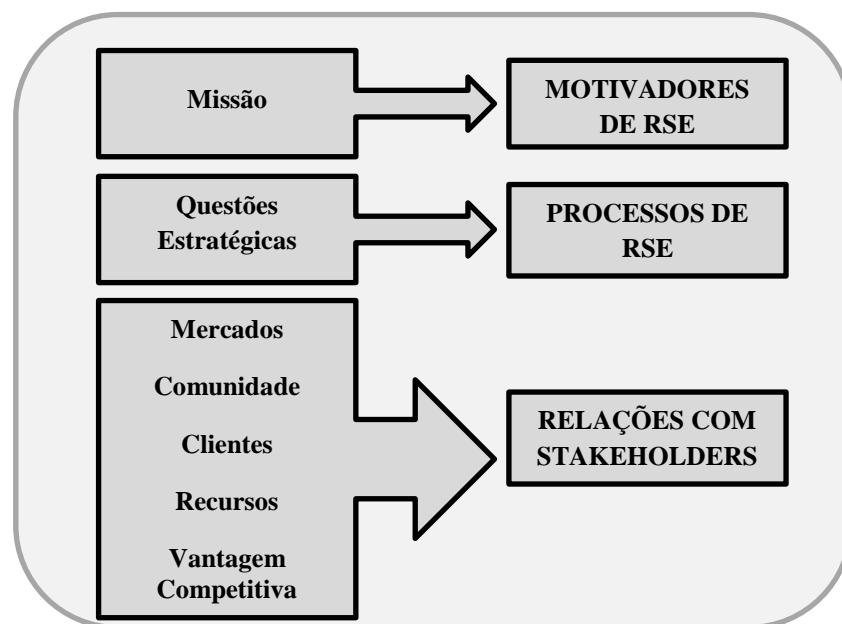 Missão
MOTIVADORES
DE RSE
Questões
Estratégicas
PROCESSOS DE
RSE
Mercados
Comunidade
Clientes
Recursos
Vantagem
Competitiva
RELAÇÕES COM
STAKEHOLDERS